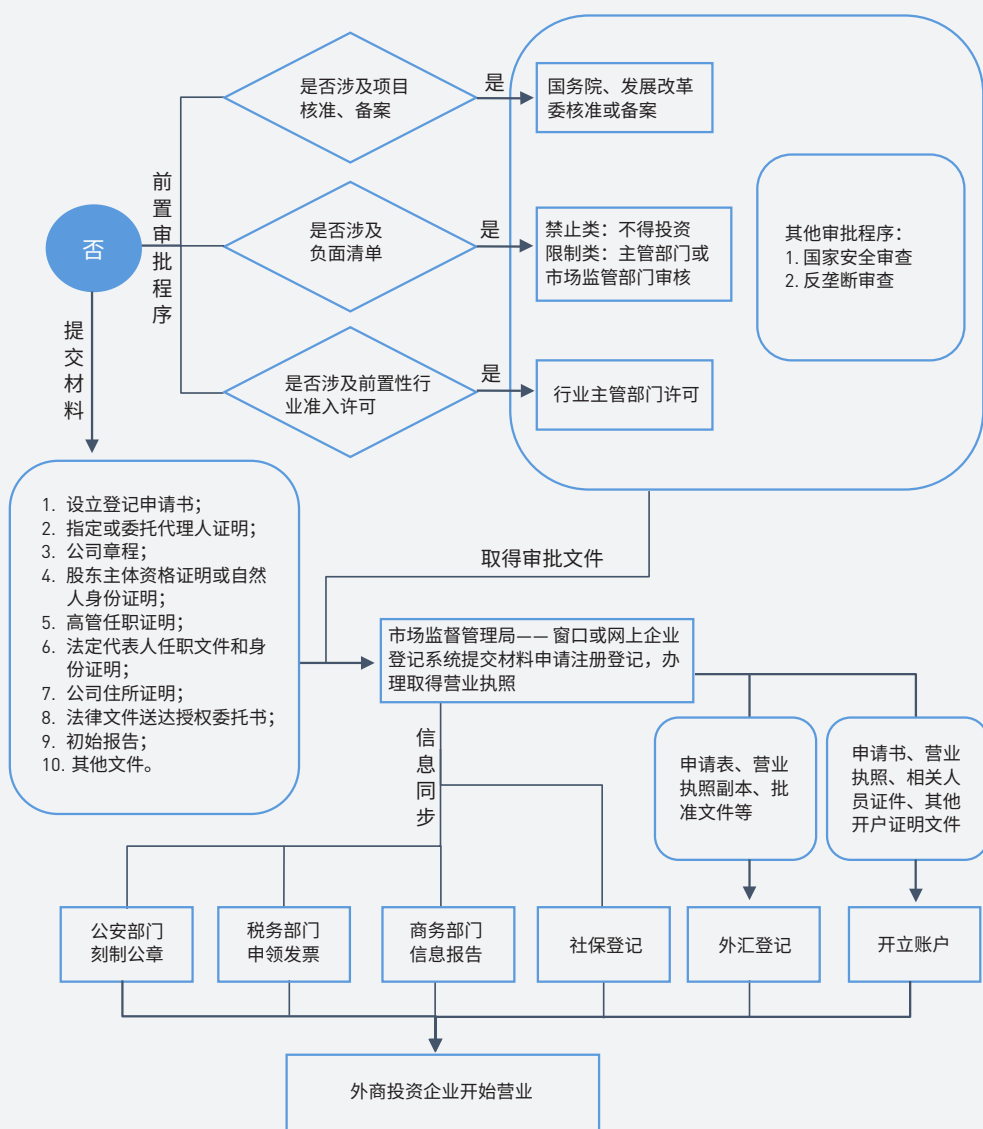 是否涉及项目
核准、备案
是
国务院、发展改革
委核准或备案
前置审批程序
否
是否涉及
负面清单
是
禁止类：不得投资
限制类：主管部门或
市场监管部门审核
其他审批程序：
1. 国家安全审查
2. 反垄断审查
是否涉及前置性行
业准入许可
是
行业主管部门许可
提交材料
1. 设立登记申请书；
2. 指定或委托代理人证明；
3. 公司章程；
4. 股东主体资格证明或自然
人身份证明；
5. 高管任职证明；
6. 法定代表人任职文件和身
份证明；
7. 公司住所证明；
8. 法律文件送达授权委托书；
9. 初始报告；
10. 其他文件。
取得审批文件
市场监督管理局—— 窗口或网上企业
登记系统提交材料申请注册登记，办
理取得营业执照
信息同步
申请表、营业
执照副本、批
准文件等
申请书、营业
执照、相关人
员证件、其他
开户证明文件
公安部门
刻制公章
税务部门
申领发票
商务部门
信息报告
社保登记
外汇登记
开立账户
外商投资企业开始营业